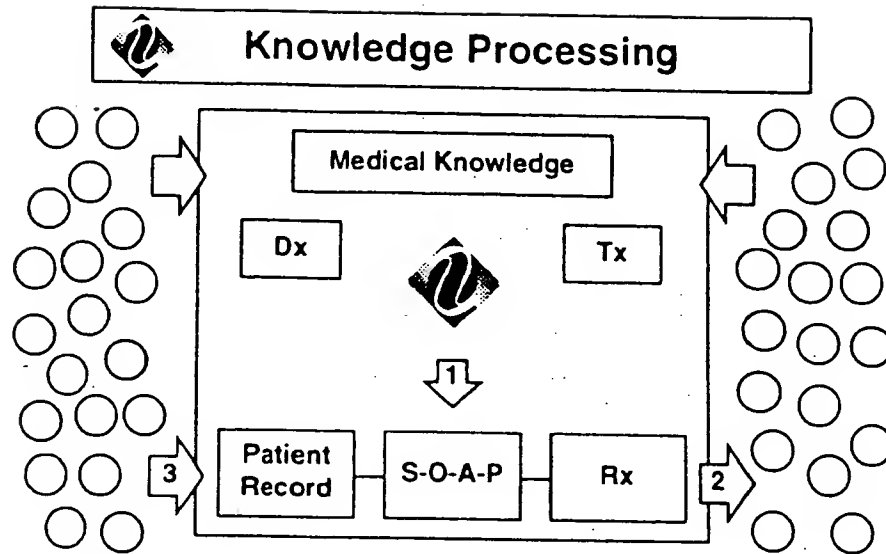 Knowledge Processing
Medical Knowledge
Dx
Tx
1
3
Patient
Record
S-O-A-P
Rx
2